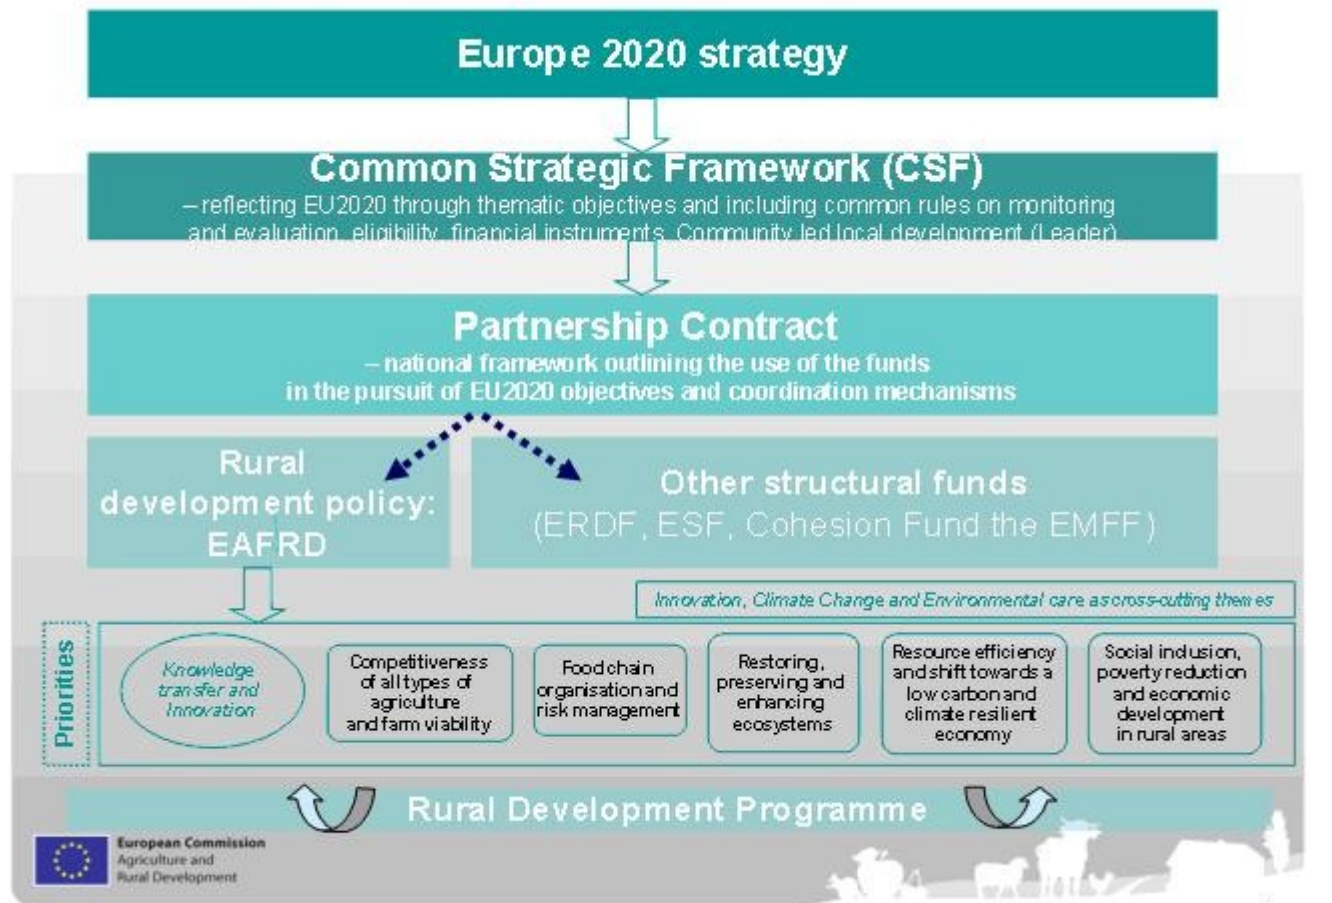 Europe 2020 strategy
Common Strategic Framework (CSF)
– reflecting EU2020 through thematic objectives and including common rules on monitoring
and evaluation, eligibility, financial instruments, Community led local development (Leader)
Partnership Contract
– national framework outlining the use of the funds
in the pursuit of EU2020 objectives and coordination mechanisms
Rural
development policy:
EAFRD
Other structural funds
(ERDF, ESF, Cohesion Fund the EMFF)
Innovation, Climate Change and Environmental care as cross-cutting themes
Priorities
Knowledge
transfer and
Innovation
Competitiveness
of all types of
agriculture
and farm viability
Food chain
organisation and
risk management
Restoring,
preserving and
enhancing
ecosystems
Resource efficiency
and shift towards a
low carbon and
climate resilient
economy
Social inclusion,
poverty reduction
and economic
development
in rural areas
Rural Development Programme
European Commission
Agriculture and
Rural Development